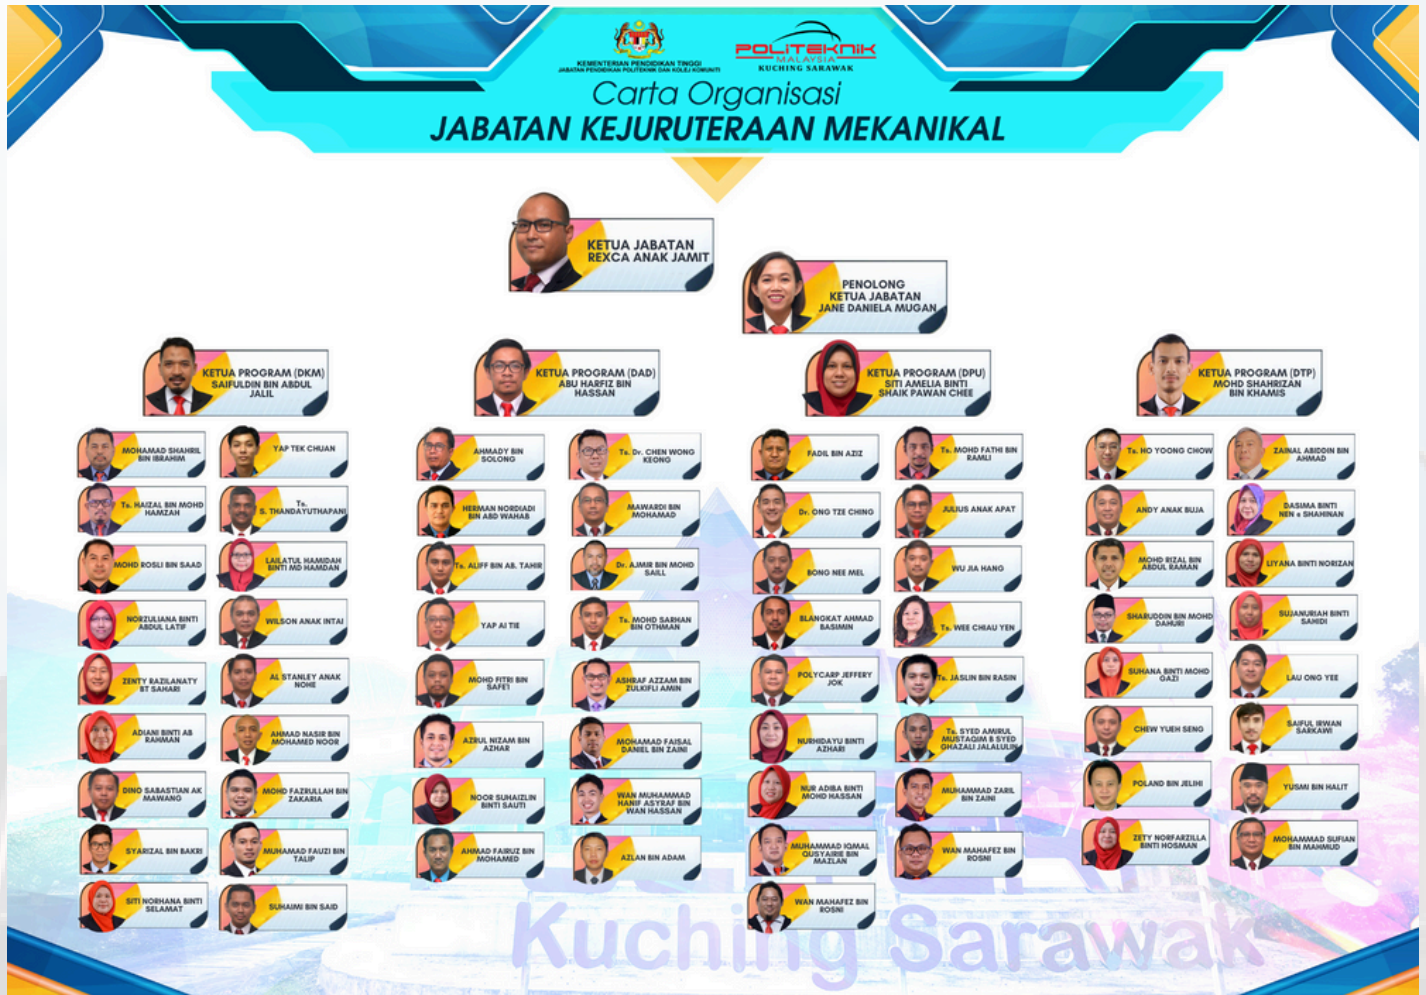 KEMENTERIAN PENDIDIKAN TINGGI
JABATAN PENDIDIKAN POLITEKNIK DAN KOLEJ KOMUNITI
POLITEKNIK
MALAYSIA
KUCHING SARAWAK
Carta Organisasi
JABATAN KEJURUTERAAN MEKANIKAL
KETUA JABATAN
REXCA ANAK JAMIT
PENOLONG
KETUA JABATAN
JANE DANIELA MUGAN
KETUA PROGRAM (DKM)
SAIFULDIN BIN ABDUL
JALIL
KETUA PROGRAM (DAD)
ABU HARFIZ BIN
HASSAN
KETUA PROGRAM (DPU)
SITI AMELIA BINTI
SHAIK PAWAN CHEE
KETUA PROGRAM (DTP)
MOHD SHAHRIZAN
BIN KHAMIS
MOHAMAD SHAHRIL
BIN IBRAHIM
YAP TEK CHUAN
Ts. HAIZAL BIN MOHD
HAMZAH
Ts.
S. THANDAYUTHAPANI
MOHD ROSLI BIN SAAD
LAILATUL HAMIDAH
BINTI MD HAMDAN
NORZULIANA BINTI
ABDUL LATIF
WILSON ANAK INTAI
ZENTY RAZILANATY
BT SAHARI
AL STANLEY ANAK
NOHE
ADIANI BINTI AB
RAHMAN
AHMAD NASIR BIN
MOHAMED NOOR
DINO SABASTIAN AK
MAWANG
MOHD FAZRULLAH BIN
ZAKARIA
SYARIZAL BIN BAKRI
MUHAMAD FAUZI BIN
TALIP
SITI NORHANA BINTI
SELAMAT
SUHAIMI BIN SAID
AHMADY BIN
SOLONG
Ts. Dr. CHEN WONG
KEONG
HERMAN NORDIADI
BIN ABD WAHAB
MAWARDI BIN
MOHAMAD
Ts. ALIFF BIN AB. TAHIR
Dr. AJMIR BIN MOHD
SAILL
YAP AI TIE
Ts. MOHD SARHAN
BIN OTHMAN
MOHD FITRI BIN
SAFEI
ASHRAF AZZAM BIN
ZULKIFLI AMIN
AZRUL NIZAM BIN
AZHAR
MOHAMAD FAISAL
DANIEL BIN ZAINI
NOOR SUHAIZLIN
BINTI SAUTI
WAN MUHAMMAD
HANIF ASYRAF BIN
WAN HASSAN
AHMAD FAIRUZ BIN
MOHAMED
AZLAN BIN ADAM
FADIL BIN AZIZ
Ts. MOHD FATHI BIN
RAMLI
Dr. ONG TZE CHING
JULIUS ANAK APAT
BONG NEE MEL
WU JIA HANG
BLANGKAT AHMAD
BASIMIN
Ts. WEE CHIAU YEN
POLYCARP JEFFERY
JOK
Ts. JASLIN BIN RASIN
NURHIDAYU BINTI
AZHARI
Ts. SYED AMIRUL
MUSTAQIM B SYED
GHAZALI JALALULIN
NUR ADIBA BINTI
MOHD HASSAN
MUHAMMAD ZARIL
BIN ZAINI
MUHAMMAD IQMAL
QUSYAIRIE BIN
MAZLAN
WAN MAHAFEZ BIN
ROSNI
WAN MAHAFEZ BIN
ROSNI
Ts. HO YOONG CHOW
ZAINAL ABIDDIN BIN
AHMAD
ANDY ANAK BUJA
DASIMA BINTI
NEN @ SHAHINAN
MOHD RIZAL BIN
ABDUL RAMAN
LIYANA BINTI NORIZAN
SHARUDDIN BIN MOHD
DAHURI
SUJANURIAH BINTI
SAHIDI
SUHANA BINTI MOHD
GAZI
LAU ONG YEE
CHEW YUEH SENG
SAIFUL IRWAN
SARKAWI
POLAND BIN JELIHI
YUSMI BIN HALIT
ZETY NORFARZILLA
BINTI HOSMAN
MOHAMMAD SUFIAN
BIN MAHMUD
Kuching Sarawak